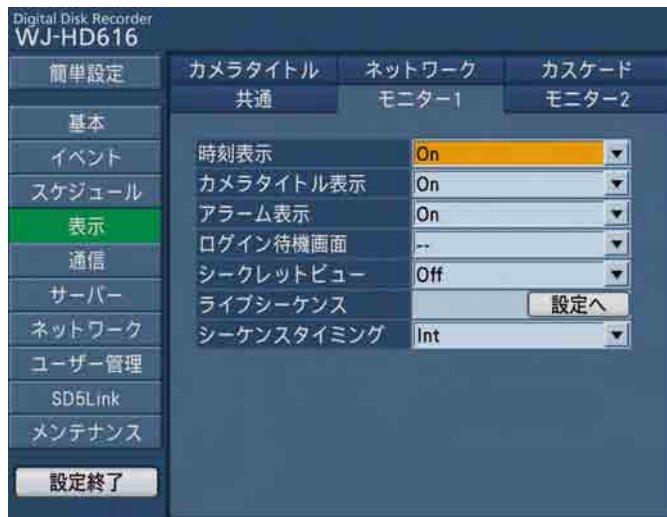 Digital Disk Recorder
WJ-HD616
簡単設定
基本
イベント
スケジュール
表示
通信
サーバー
ネットワーク
ユーザー管理
SD5Link
メンテナンス
設定終了
カメラタイトル ネットワーク カスケード
共通 モニター1 モニター2
時刻表示 On
カメラタイトル表示 On
アラーム表示 On
ログイン待機画面 --
シークレットビュー Off
ライブシーケンス 設定へ
シーケンスタイミング Int